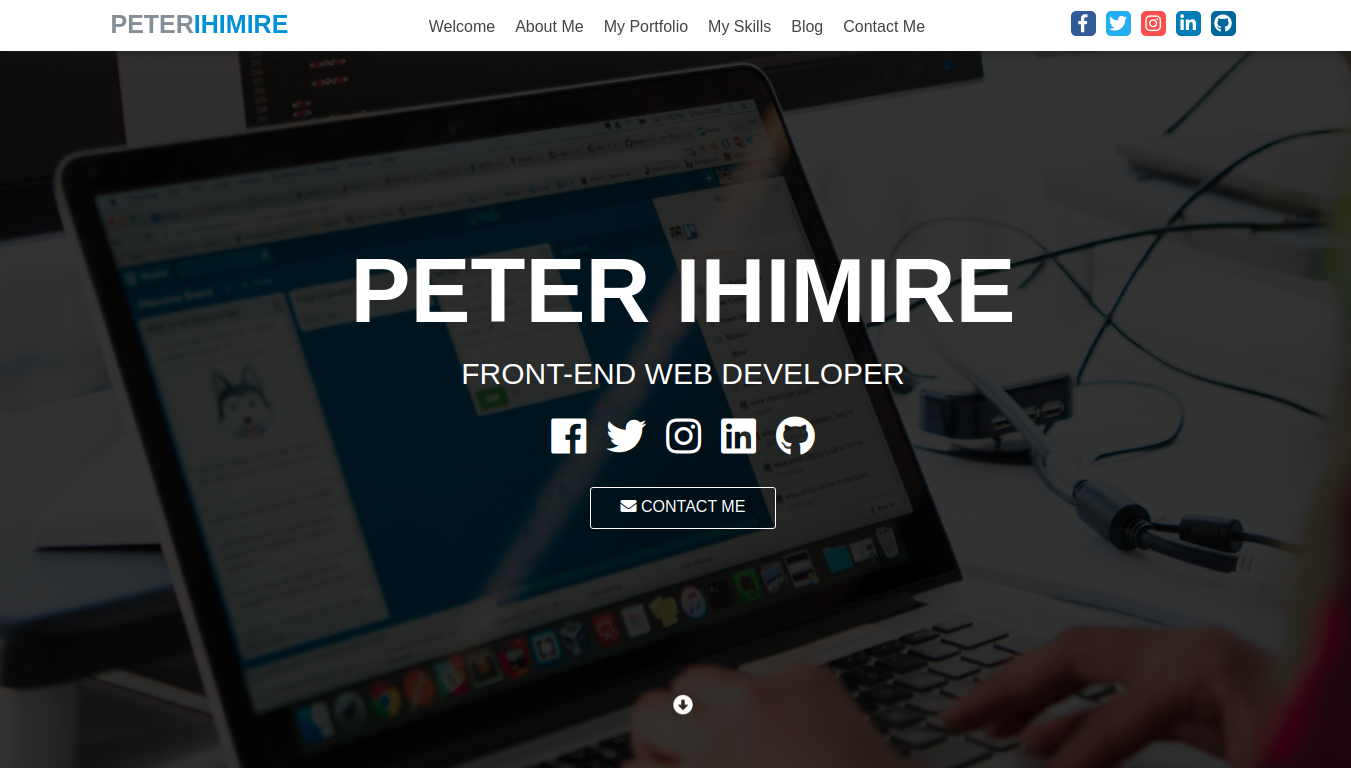 PETERIHIMIRE
Welcome About Me My Portfolio My Skills Blog Contact Me
PETER IHIMIRE
FRONT-END WEB DEVELOPER
CONTACT ME